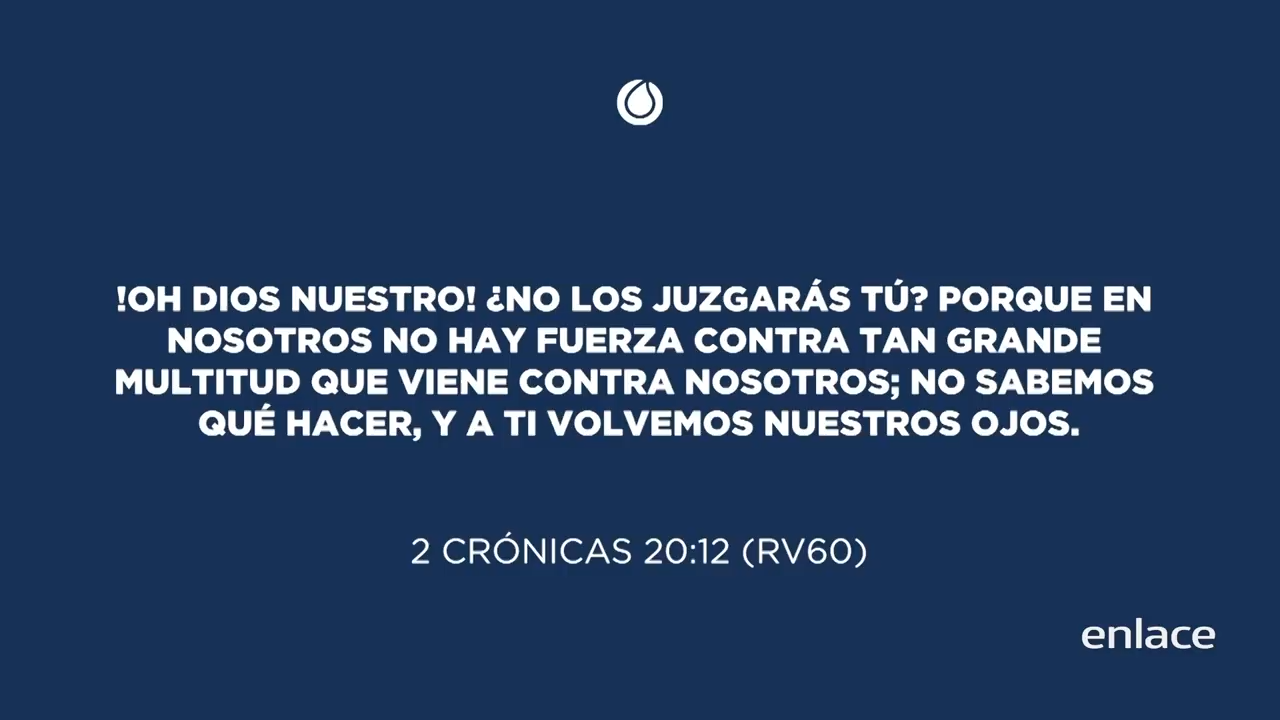 !OH DIOS NUESTRO! ¿NO LOS JUZGARÁS TÚ? PORQUE EN
NOSOTROS NO HAY FUERZA CONTRA TAN GRANDE
MULTITUD QUE VIENE CONTRA NOSOTROS; NO SABEMOS
QUÉ HACER, Y A TI VOLVEMOS NUESTROS OJOS.
2 CRÓNICAS 20:12 (RV60)
enlace